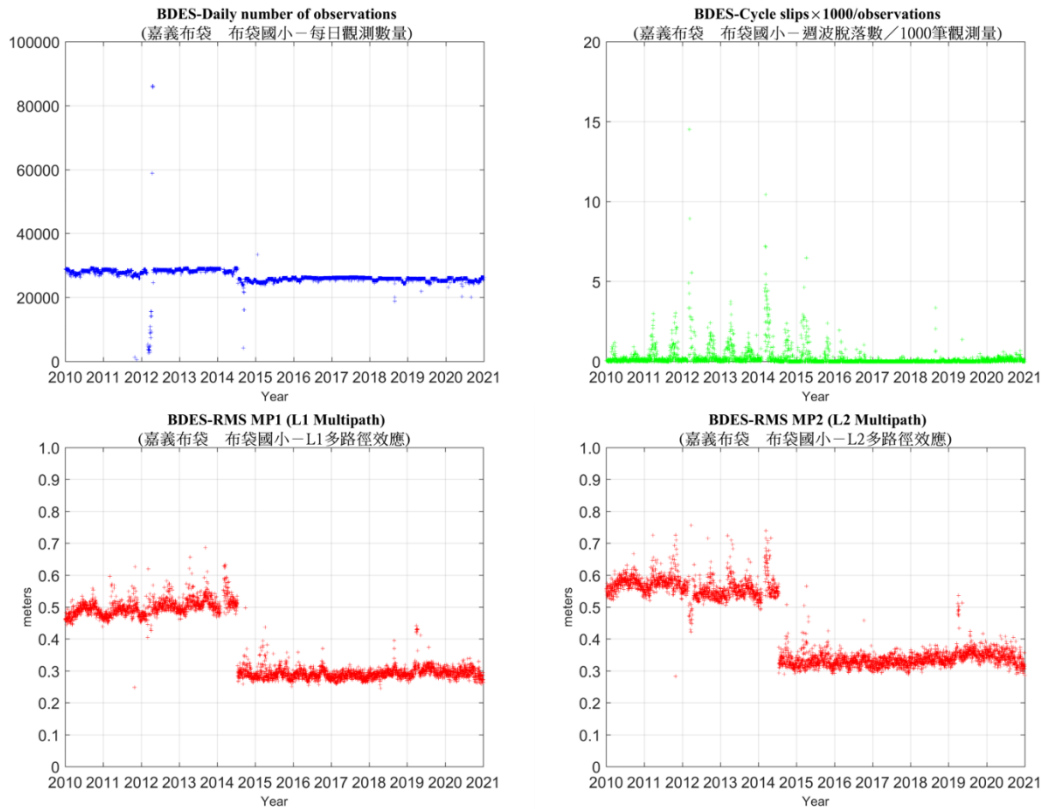 BDES-Daily number of observations
(嘉義布袋　布袋國小－每日觀測數量)
100000
80000
60000
40000
20000
0
2010 2011 2012 2013 2014 2015 2016 2017 2018 2019 2020 2021
Year
BDES-Cycle slips×1000/observations
(嘉義布袋　布袋國小－週波脫落數／1000筆觀測量)
20
15
10
5
0
2010 2011 2012 2013 2014 2015 2016 2017 2018 2019 2020 2021
Year
BDES-RMS MP1 (L1 Multipath)
(嘉義布袋　布袋國小－L1多路徑效應)
1.0
0.9
0.8
0.7
0.6
0.5
0.4
0.3
0.2
0.1
0
meters
2010 2011 2012 2013 2014 2015 2016 2017 2018 2019 2020 2021
Year
BDES-RMS MP2 (L2 Multipath)
(嘉義布袋　布袋國小－L2多路徑效應)
1.0
0.9
0.8
0.7
0.6
0.5
0.4
0.3
0.2
0.1
0
meters
2010 2011 2012 2013 2014 2015 2016 2017 2018 2019 2020 2021
Year